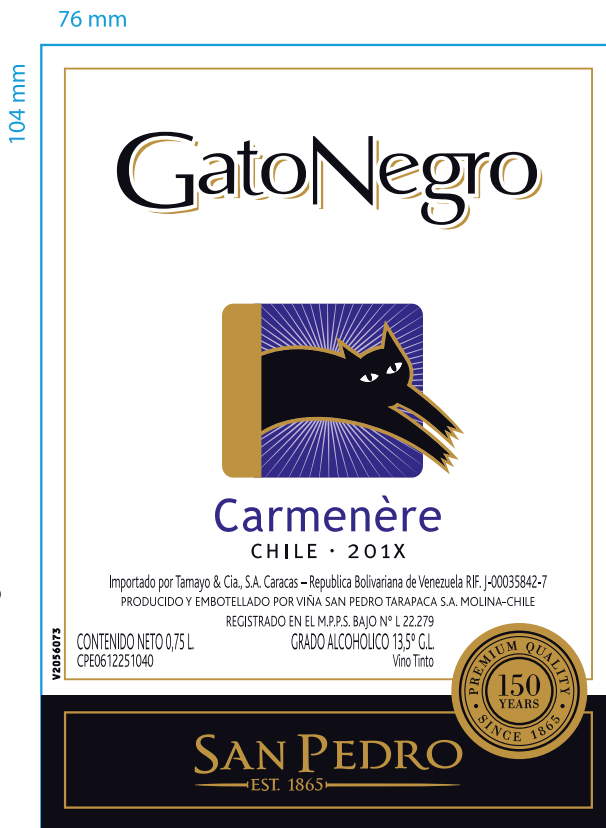 76 mm
104 mm
GatoNegro
Carmenère
CHILE · 201X
Importado por Tamayo & Cia., S.A. Caracas – Republica Bolivariana de Venezuela RIF. J-00035842-7
PRODUCIDO Y EMBOTELLADO POR VIÑA SAN PEDRO TARAPACA S.A. MOLINA-CHILE
REGISTRADO EN EL M.P.P.S. BAJO Nº L 22.279
CONTENIDO NETO 0,75 L.
GRADO ALCOHOLICO 13,5º G.L.
CPE0612251040
Vino Tinto
V2056073
PREMIUM QUALITY
150
YEARS
SINCE 1865
SAN PEDRO
EST. 1865